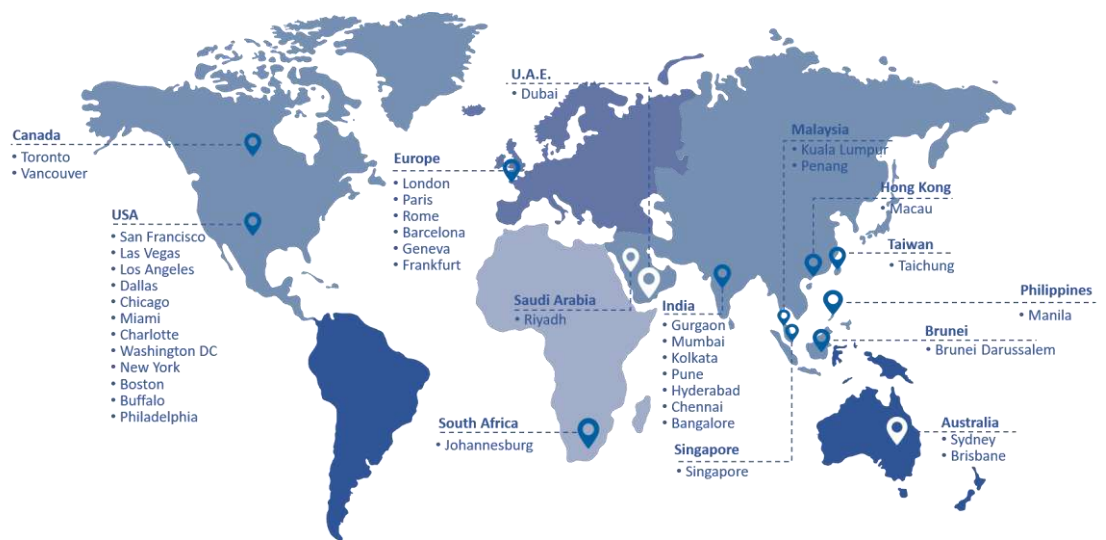 U.A.E.
• Dubai
Canada
• Toronto
• Vancouver
Europe
• London
• Paris
• Rome
• Barcelona
• Geneva
• Frankfurt
Malaysia
• Kuala Lumpur
• Penang
Hong Kong
• Macau
USA
• San Francisco
• Las Vegas
• Los Angeles
• Dallas
• Chicago
• Miami
• Charlotte
• Washington DC
• New York
• Boston
• Buffalo
• Philadelphia
Taiwan
• Taichung
Saudi Arabia
• Riyadh
India
• Gurgaon
• Mumbai
• Kolkata
• Pune
• Hyderabad
• Chennai
• Bangalore
Philippines
• Manila
Brunei
• Brunei Darussalem
South Africa
• Johannesburg
Singapore
• Singapore
Australia
• Sydney
• Brisbane